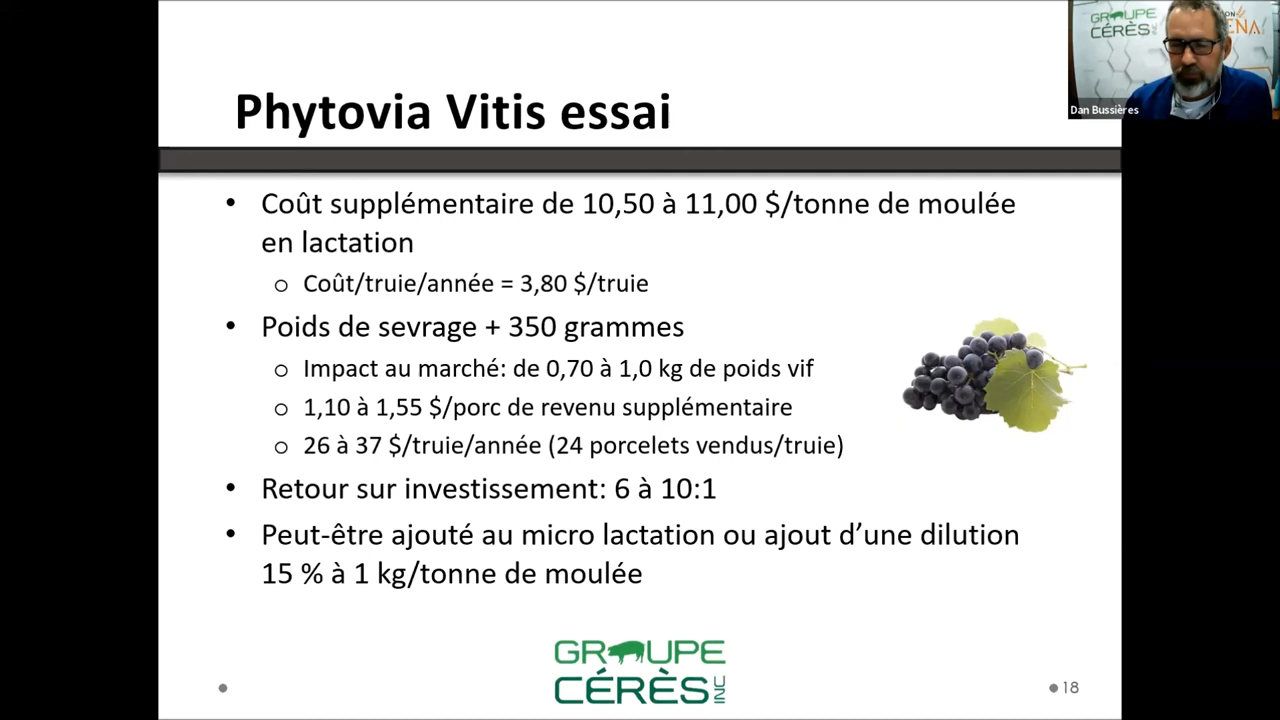 GROUPE
CÉRÈS INC
ON
ENA
Dan Bussières
Phytovia Vitis essai
• Coût supplémentaire de 10,50 à 11,00 $/tonne de moulée
en lactation
o Coût/truie/année = 3,80 $/truie
• Poids de sevrage + 350 grammes
o Impact au marché: de 0,70 à 1,0 kg de poids vif
o 1,10 à 1,55 $/porc de revenu supplémentaire
o 26 à 37 $/truie/année (24 porcelets vendus/truie)
• Retour sur investissement: 6 à 10:1
• Peut-être ajouté au micro lactation ou ajout d’une dilution
15 % à 1 kg/tonne de moulée
GROUPE
CÉRÈS INC
18